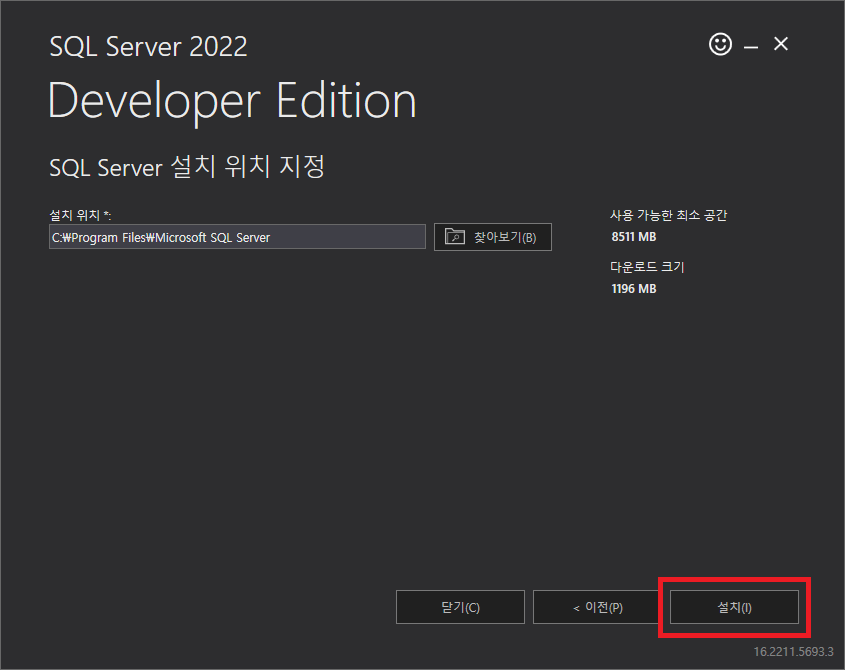 SQL Server 2022
Developer Edition
SQL Server 설치 위치 지정
설치 위치 *:
C:₩Program Files₩Microsoft SQL Server
찾아보기(B)
사용 가능한 최소 공간
8511 MB
다운로드 크기
1196 MB
닫기(C)
< 이전(P)
설치(I)
16.2211.5693.3